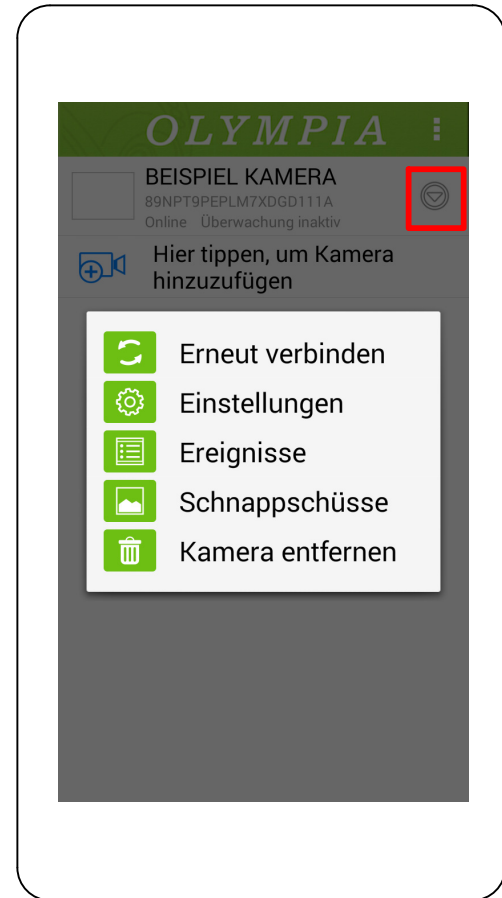 OLYMPIA
BEISPIEL KAMERA
89NPT9PEPLM7XDGD111A
Online Überwachung inaktiv
Hier tippen, um Kamera
hinzuzufügen
Erneut verbinden
Einstellungen
Ereignisse
Schnappschüsse
Kamera entfernen